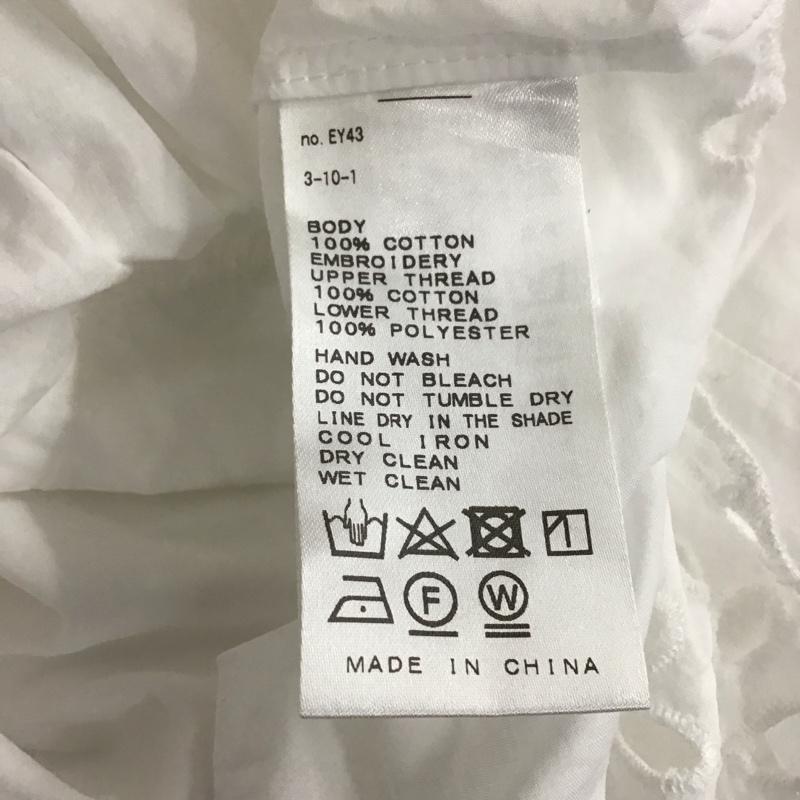 no. EY43
3-10-1
BODY
100% COTTON
EMBROIDERY
UPPER THREAD
100% COTTON
LOWER THREAD
100% POLYESTER
HAND WASH
DO NOT BLEACH
DO NOT TUMBLE DRY
LINE DRY IN THE SHADE
COOL IRON
DRY CLEAN
WET CLEAN
F W
MADE IN CHINA